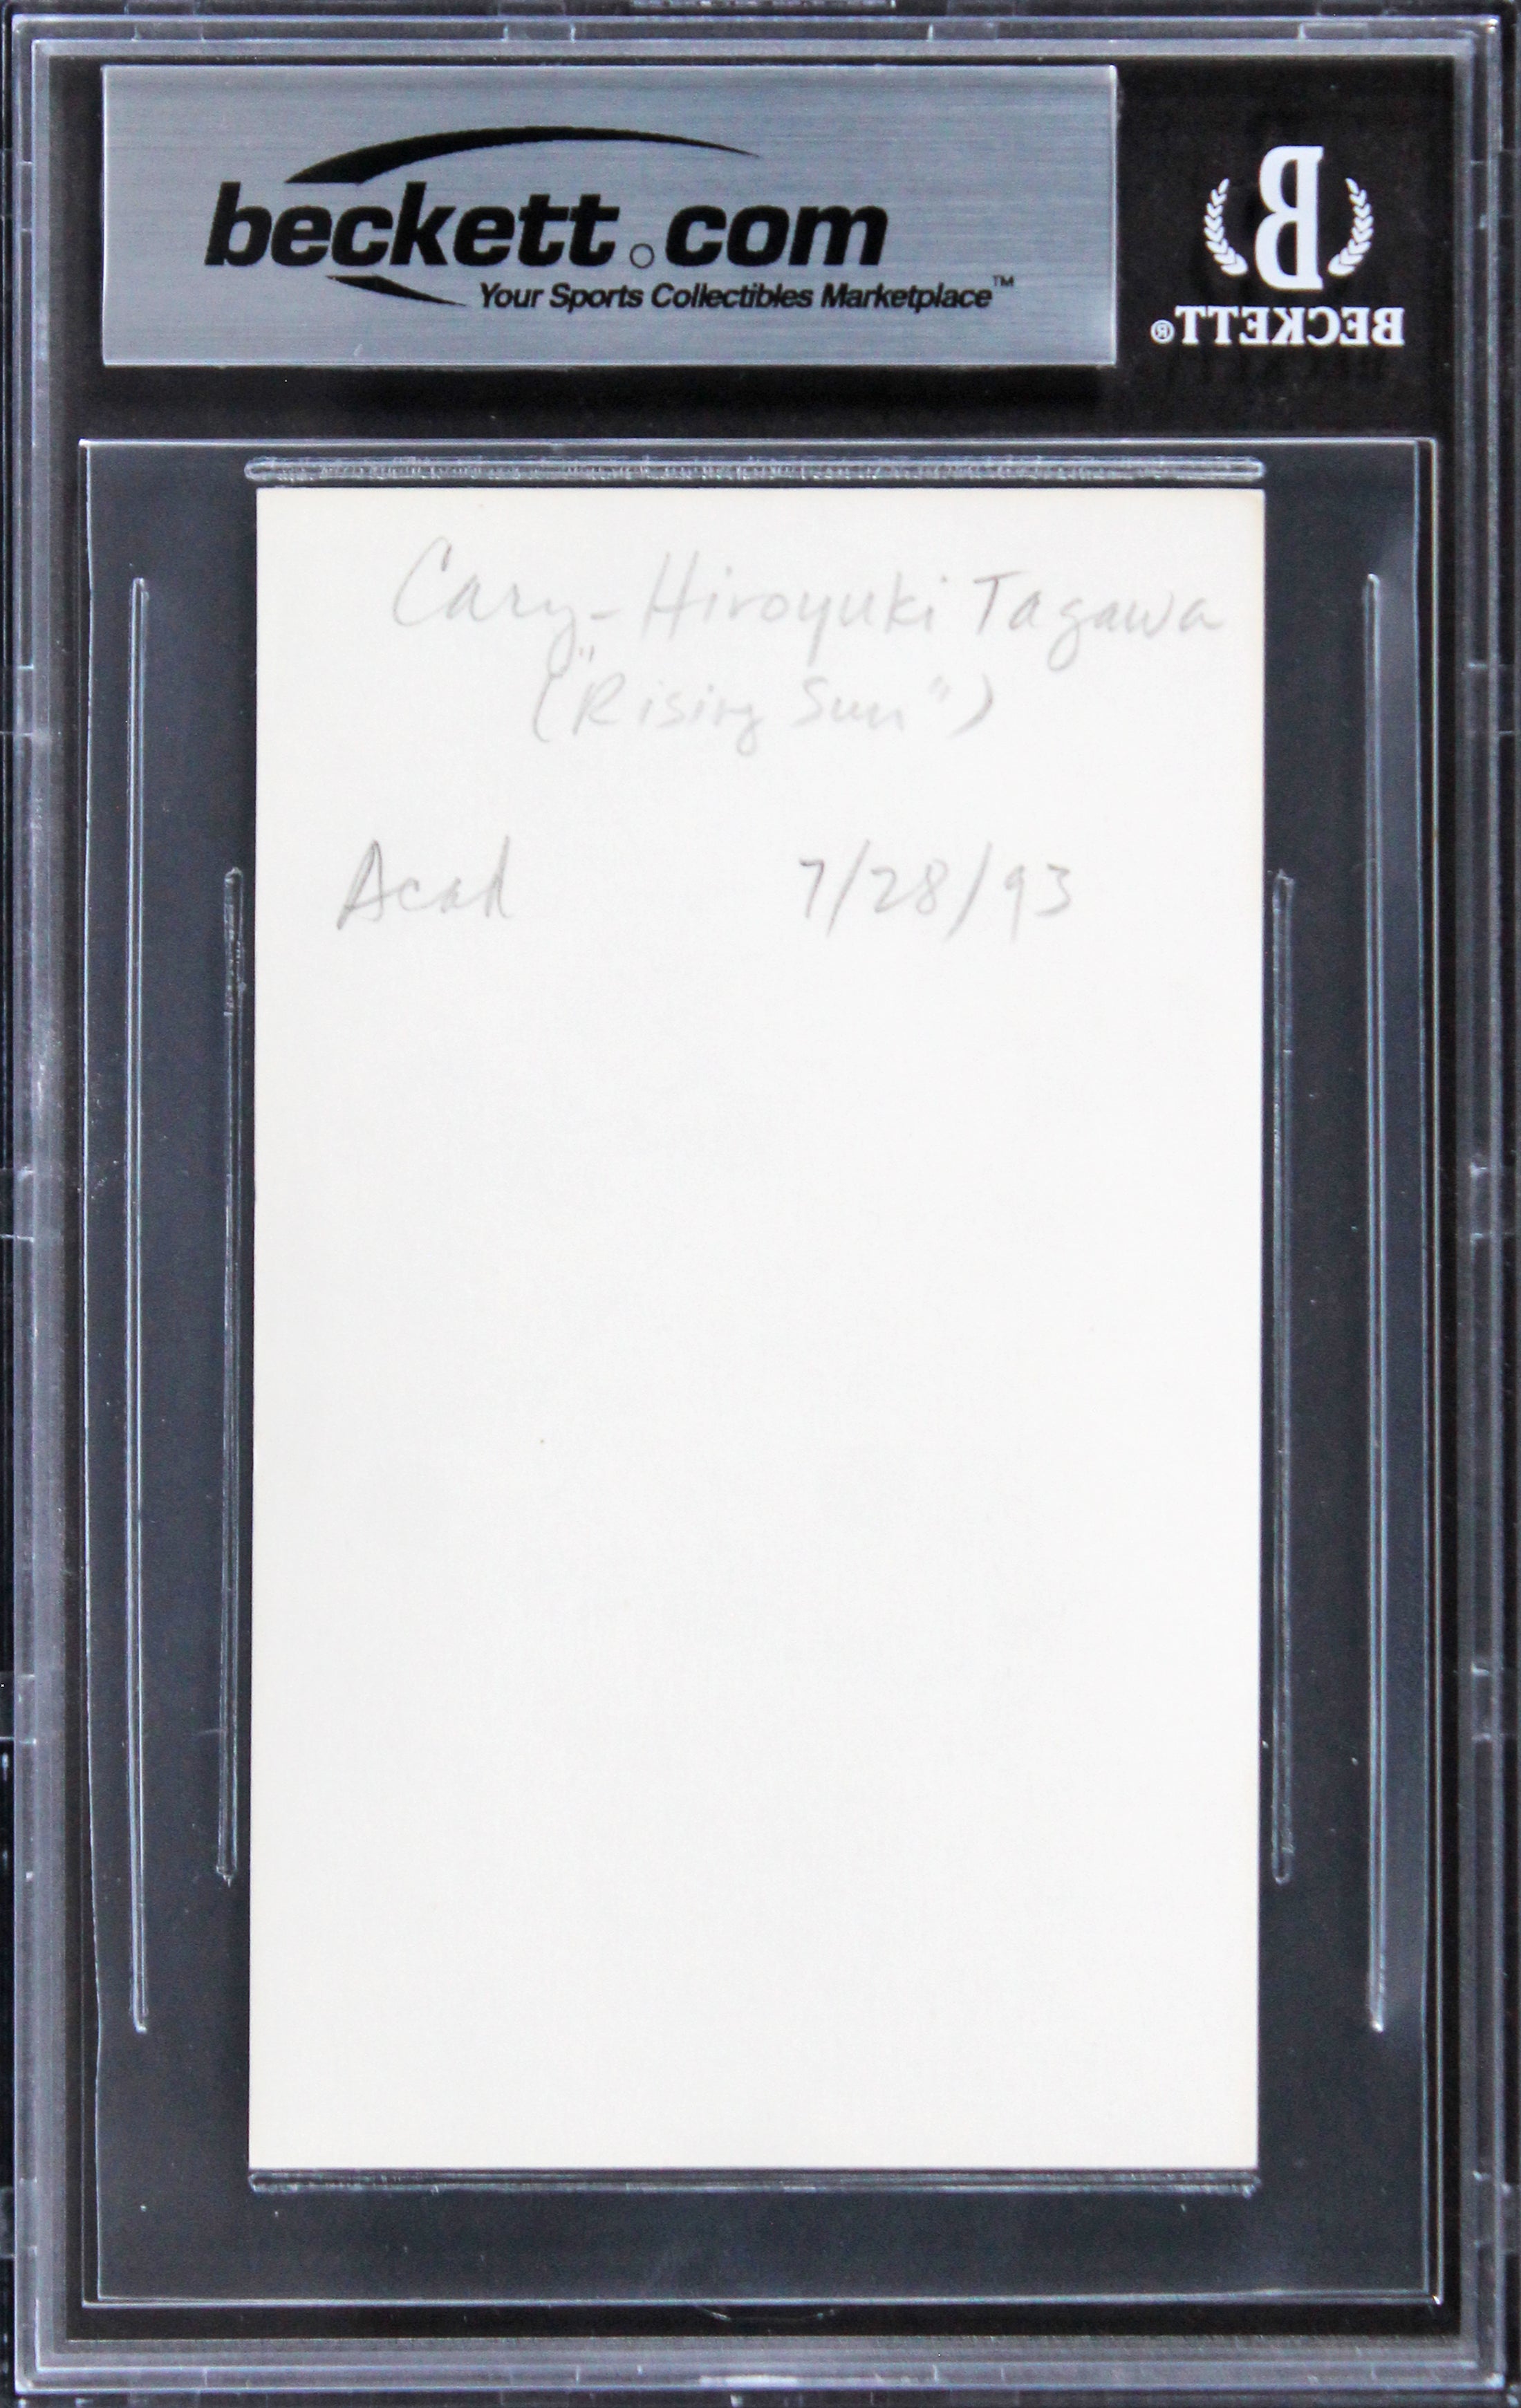 beckett.com
Your Sports Collectibles Marketplace™
BECKETT®
Cary-Hiroyuki Tagawa
("Rising Sun")
Acad 7/28/93